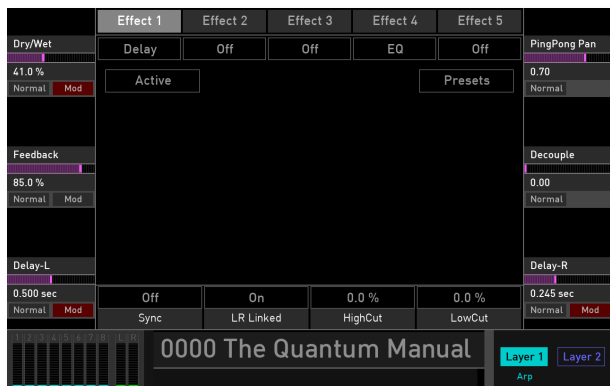 Effect 1 Effect 2 Effect 3 Effect 4 Effect 5
Dry/Wet Delay Off Off EQ Off PingPong Pan
41.0 % Active Presets 0.70
Normal Mod Normal
Feedback Decouple
85.0 % 0.00
Normal Mod Normal
Delay-L Delay-R
0.500 sec Off On 0.0 % 0.0 % 0.245 sec
Normal Mod Sync LR Linked HighCut LowCut Normal Mod
1 2 3 4 5 6 7 8 L R
0000 The Quantum Manual
Layer 1 Layer 2
Arp